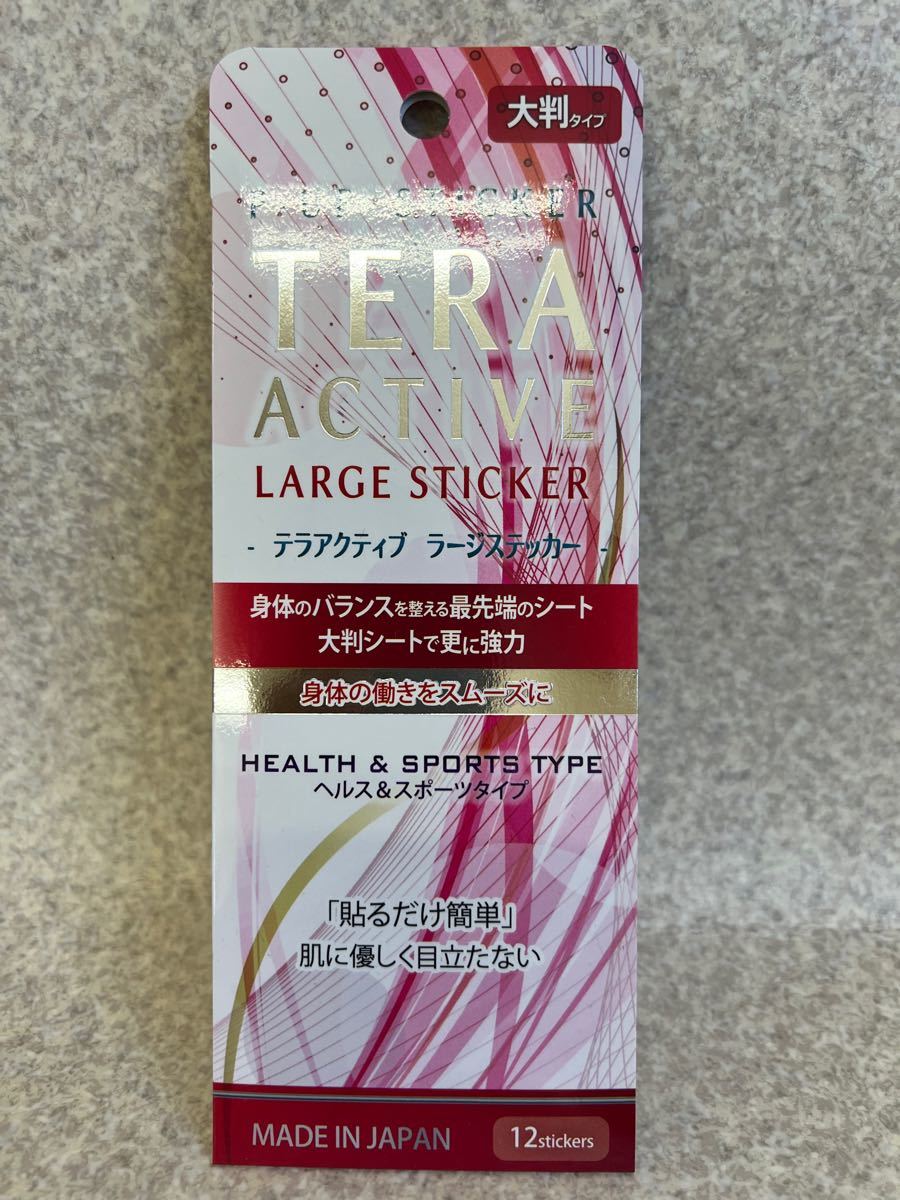 大判タイプ
P-UP STICKER
TERA
ACTIVE
LARGE STICKER
- テラアクティブ ラージステッカー -
身体のバランスを整える最先端のシート
大判シートで更に強力
身体の働きをスムーズに
HEALTH & SPORTS TYPE
ヘルス&スポーツタイプ
「貼るだけ簡単」
肌に優しく目立たない
MADE IN JAPAN
12stickers